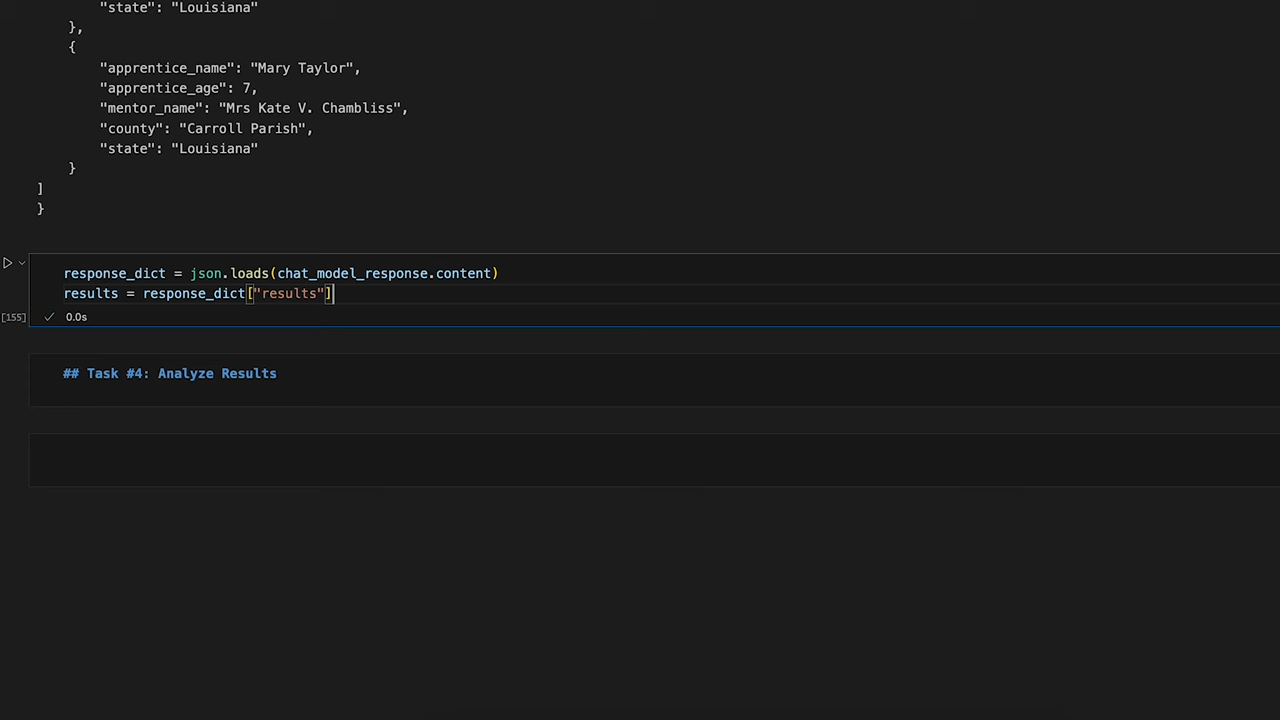 "state": "Louisiana"
},
{
"apprentice_name": "Mary Taylor",
"apprentice_age": 7,
"mentor_name": "Mrs Kate V. Chambliss",
"county": "Carroll Parish",
"state": "Louisiana"
}
]
}
response_dict = json.loads(chat_model_response.content)
results = response_dict["results"]
[155] 0.0s
## Task #4: Analyze Results